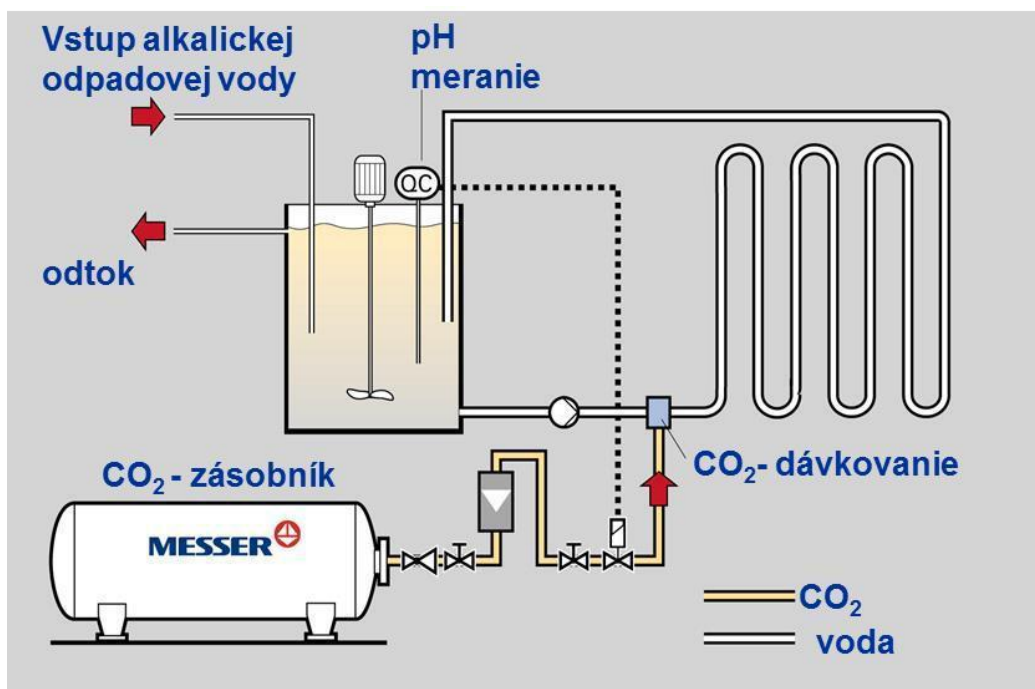 Vstup alkalickej
odpadovej vody
pH
meranie
QC
odtok
CO₂ - zásobník
CO₂- dávkovanie
MESSER
CO₂
voda